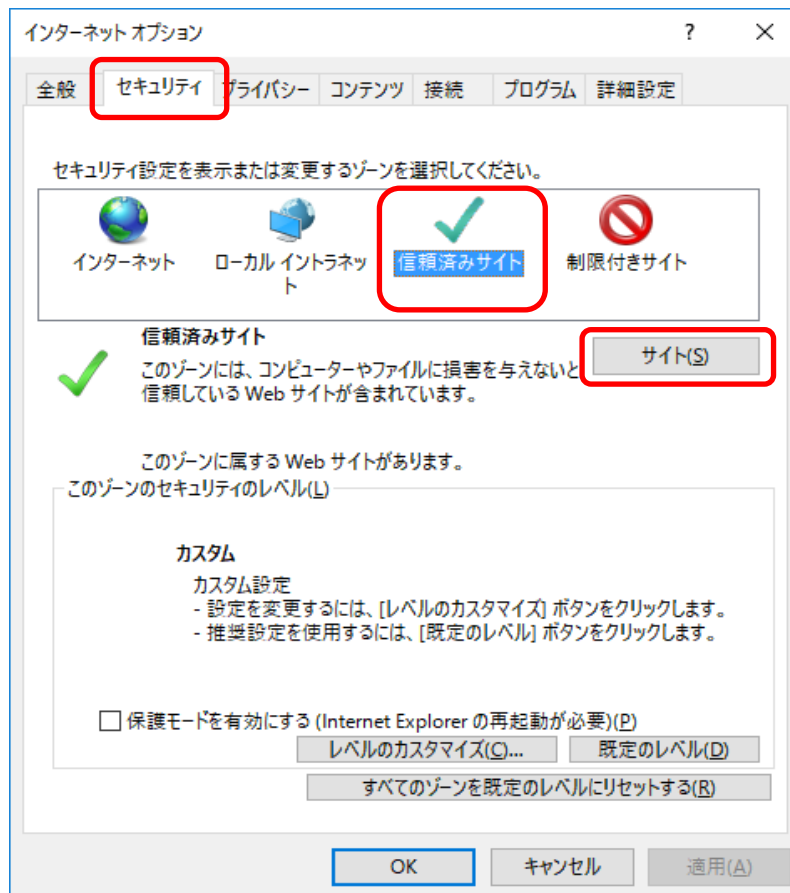 インターネット オプション
?
全般 セキュリティ プライバシー コンテンツ 接続 プログラム 詳細設定
セキュリティ設定を表示または変更するゾーンを選択してください。
インターネット ローカル イントラネッ
ト 信頼済みサイト 制限付きサイト
信頼済みサイト
サイト(S)
このゾーンには、コンピューターやファイルに損害を与えないと
信頼している Web サイトが含まれています。
このゾーンに属する Web サイトがあります。
このゾーンのセキュリティのレベル(L)
カスタム
カスタム設定
- 設定を変更するには、[レベルのカスタマイズ] ボタンをクリックします。
- 推奨設定を使用するには、[既定のレベル] ボタンをクリックします。
保護モードを有効にする (Internet Explorer の再起動が必要)(P)
レベルのカスタマイズ(C)... 既定のレベル(D)
すべてのゾーンを既定のレベルにリセットする(R)
OK キャンセル 適用(A)